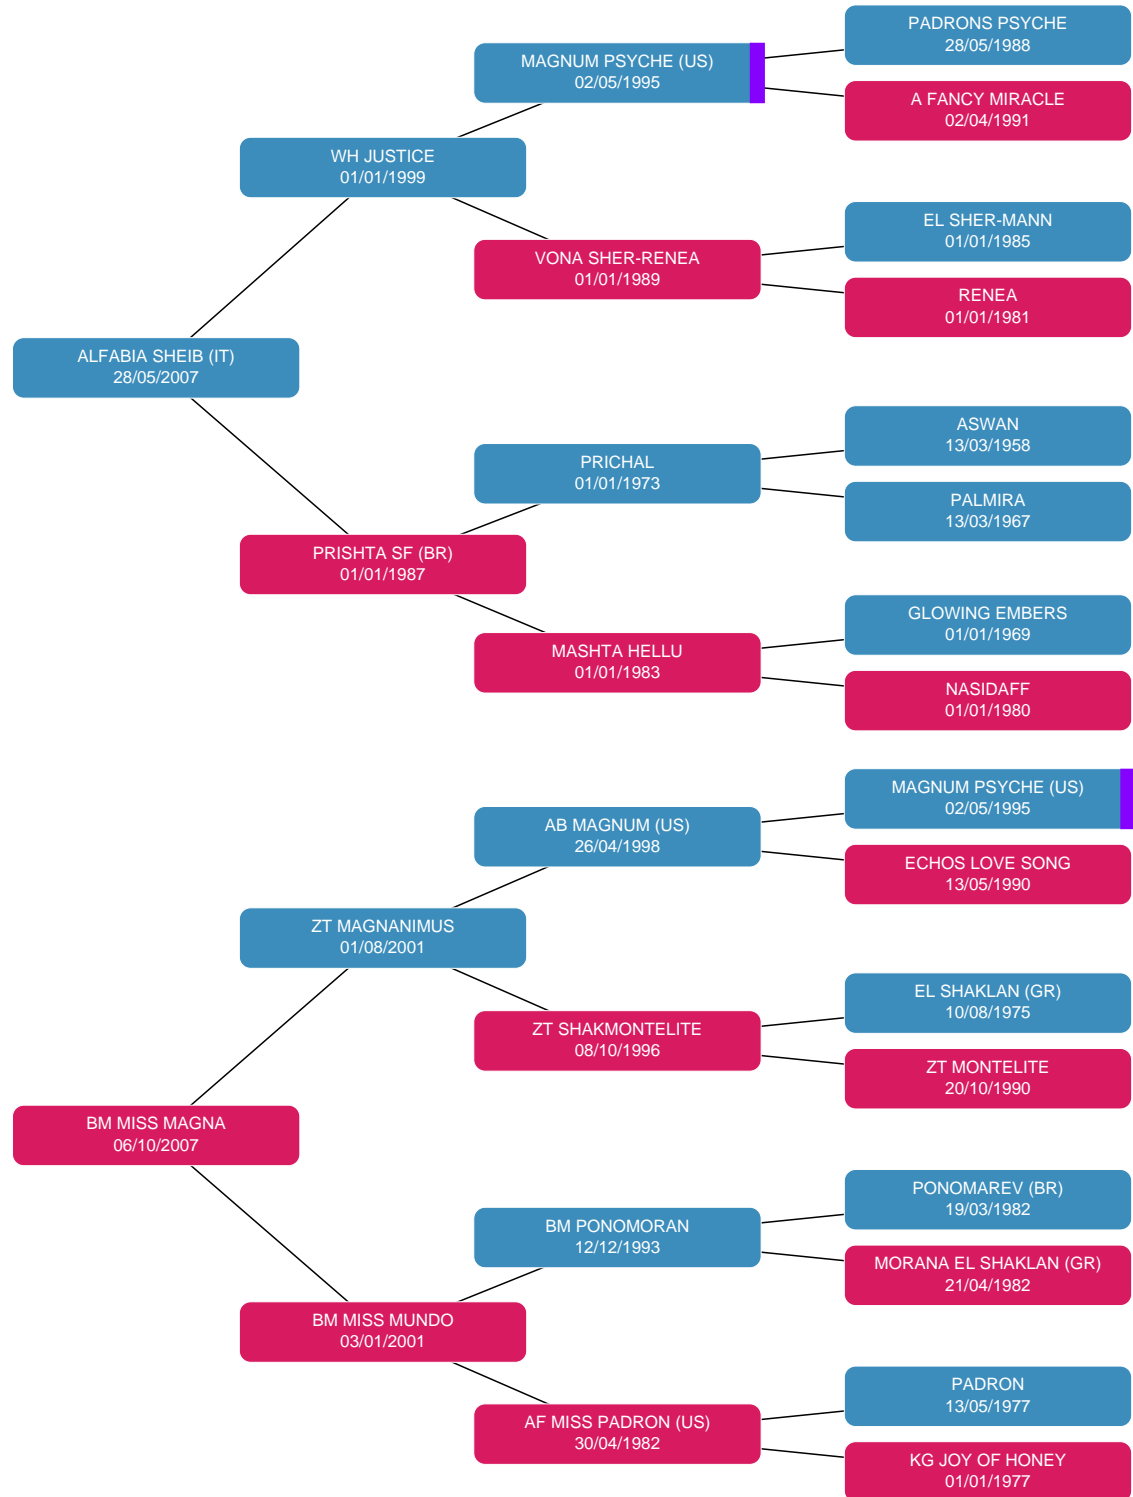 PADRONS PSYCHE
28/05/1988
MAGNUM PSYCHE (US)
02/05/1995
A FANCY MIRACLE
02/04/1991
WH JUSTICE
01/01/1999
EL SHER-MANN
01/01/1985
VONA SHER-RENEA
01/01/1989
RENEA
01/01/1981
ALFABIA SHEIB (IT)
28/05/2007
ASWAN
13/03/1958
PRICHAL
01/01/1973
PALMIRA
13/03/1967
PRISHTA SF (BR)
01/01/1987
GLOWING EMBERS
01/01/1969
MASHTA HELLU
01/01/1983
NASIDAFF
01/01/1980
MAGNUM PSYCHE (US)
02/05/1995
AB MAGNUM (US)
26/04/1998
ECHOS LOVE SONG
13/05/1990
ZT MAGNANIMUS
01/08/2001
EL SHAKLAN (GR)
10/08/1975
ZT SHAKMONTELITE
08/10/1996
ZT MONTELITE
20/10/1990
BM MISS MAGNA
06/10/2007
PONOMAREV (BR)
19/03/1982
BM PONOMORAN
12/12/1993
MORANA EL SHAKLAN (GR)
21/04/1982
BM MISS MUNDO
03/01/2001
PADRON
13/05/1977
AF MISS PADRON (US)
30/04/1982
KG JOY OF HONEY
01/01/1977